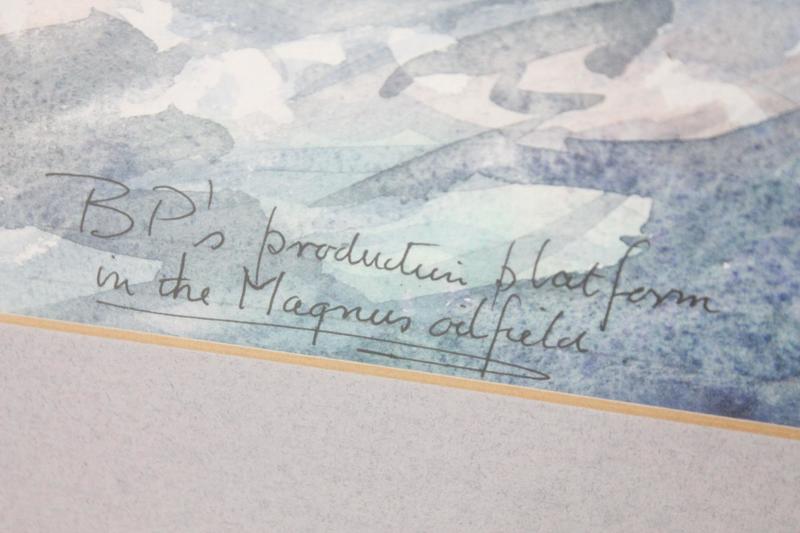 BP's production platform
in the Magnus oilfield